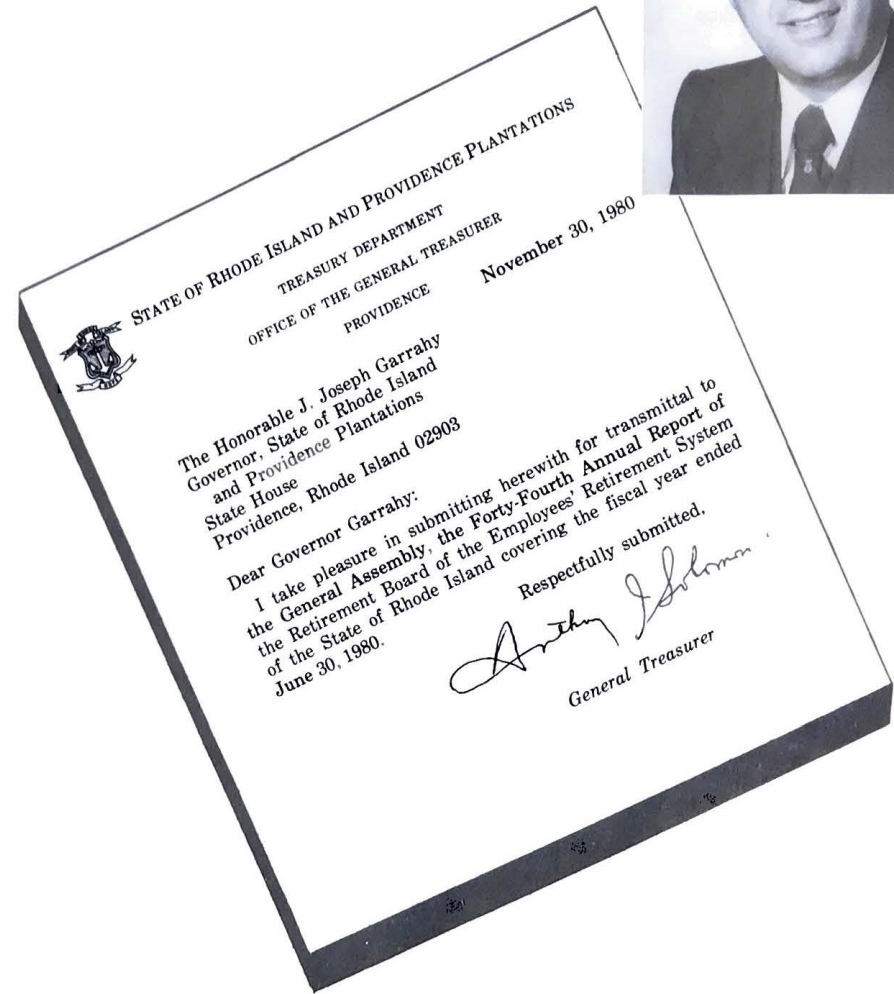 STATE OF RHODE ISLAND AND PROVIDENCE PLANTATIONS
TREASURY DEPARTMENT
OFFICE OF THE GENERAL TREASURER
PROVIDENCE
November 30, 1980
The Honorable J. Joseph Garrahy
Governor, State of Rhode Island
and Providence Plantations
State House
Providence, Rhode Island 02903
Dear Governor Garrahy:
I take pleasure in submitting herewith for transmittal to
the General Assembly, the Forty-Fourth Annual Report of
the Retirement Board of the Employees' Retirement System
of the State of Rhode Island covering the fiscal year ended
June 30, 1980.
Respectfully submitted,
Anthony J Solomon
General Treasurer